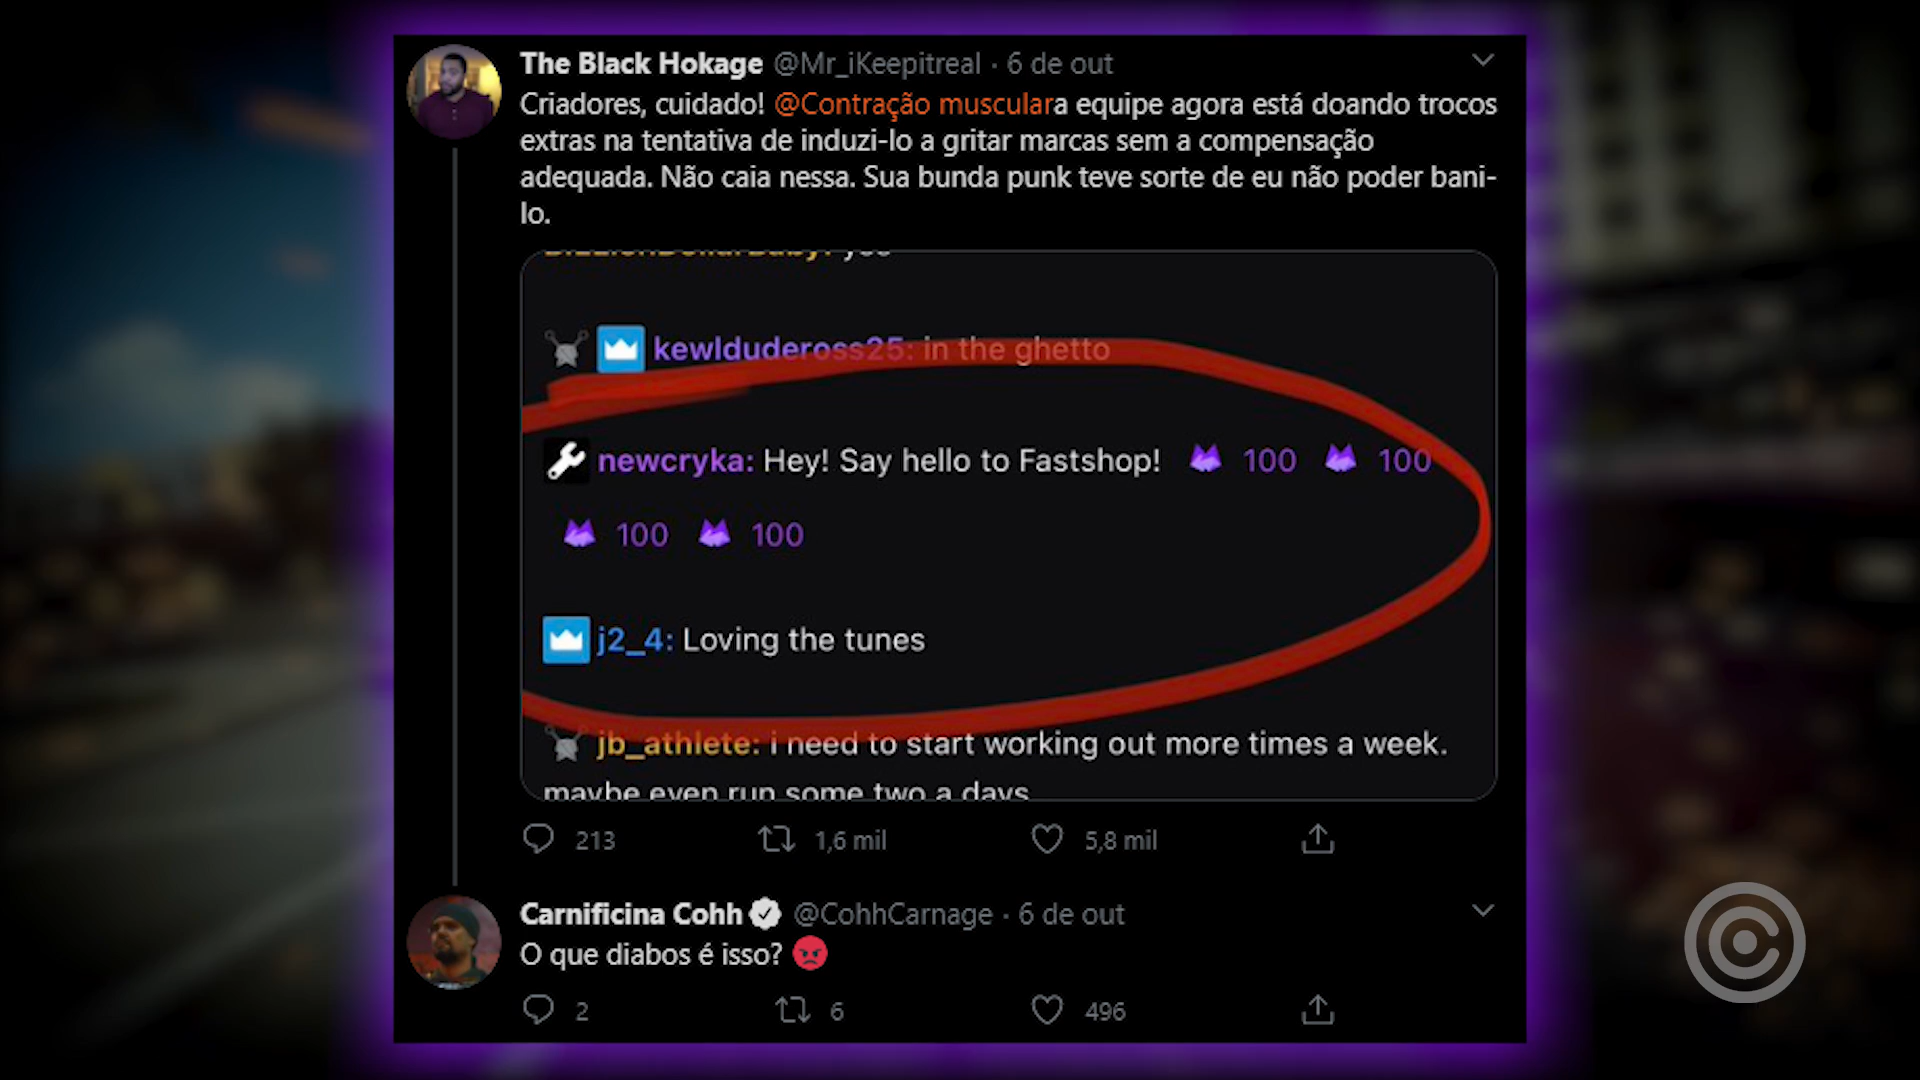 The Black Hokage @Mr_iKeepitreal · 6 de out
Criadores, cuidado! @Contração musculara equipe agora está doando trocos
extras na tentativa de induzi-lo a gritar marcas sem a compensação
adequada. Não caia nessa. Sua bunda punk teve sorte de eu não poder bani-
lo.
you
kewldudeross25: in the ghetto
newcryka: Hey! Say hello to Fastshop! 100 100
100 100
j2_4: Loving the tunes
jb_athlete: i need to start working out more times a week.
maybe even run some two a days
213 1,6 mil 5,8 mil
Carnificina Cohh @CohhCarnage · 6 de out
O que diabos é isso?
2 6 496